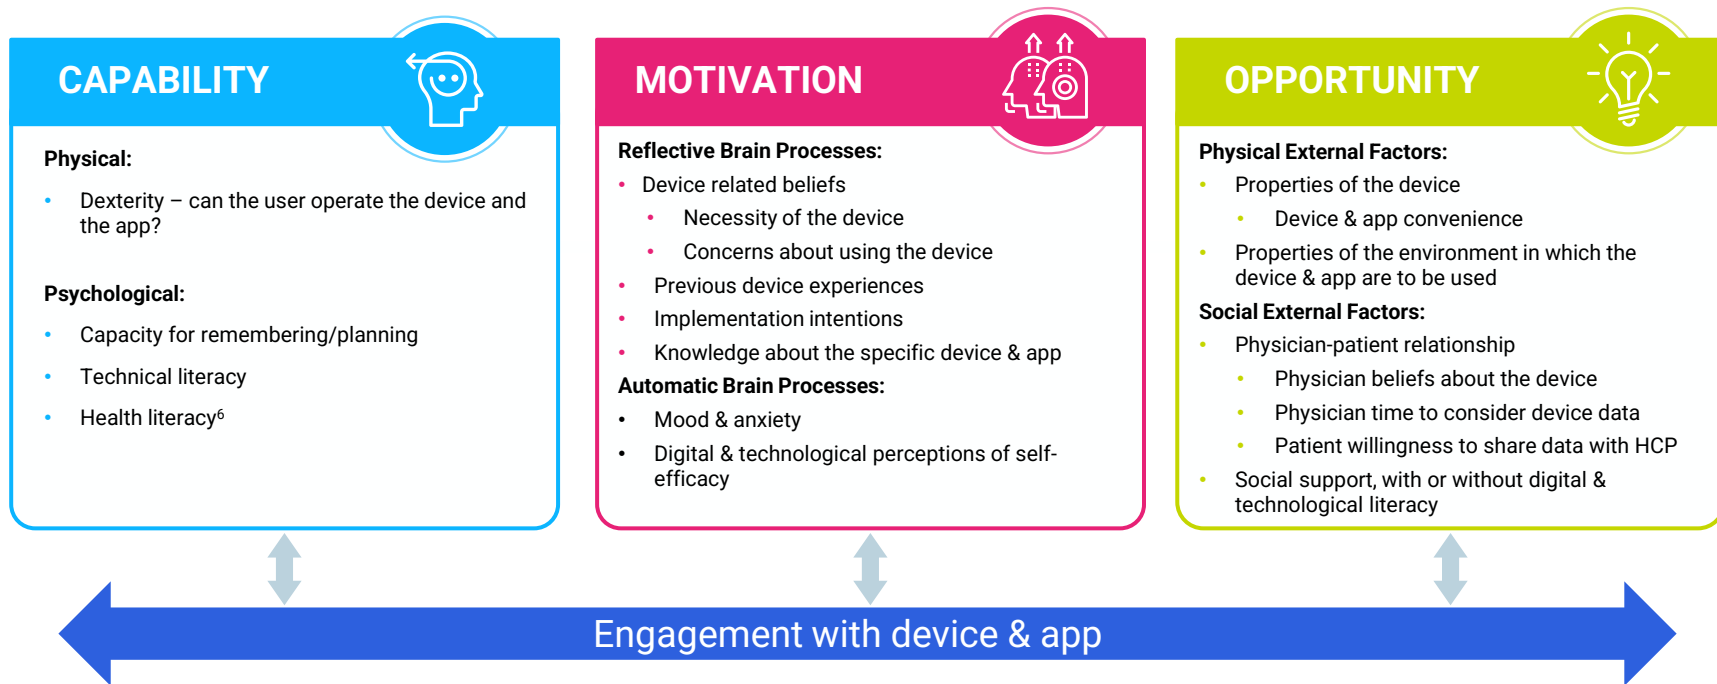 CAPABILITY
Physical:
• Dexterity – can the user operate the device and
the app?
Psychological:
• Capacity for remembering/planning
• Technical literacy
• Health literacy⁶
MOTIVATION
Reflective Brain Processes:
• Device related beliefs
• Necessity of the device
• Concerns about using the device
• Previous device experiences
• Implementation intentions
• Knowledge about the specific device & app
Automatic Brain Processes:
• Mood & anxiety
• Digital & technological perceptions of self-
efficacy
OPPORTUNITY
Physical External Factors:
• Properties of the device
• Device & app convenience
• Properties of the environment in which the
device & app are to be used
Social External Factors:
• Physician-patient relationship
• Physician beliefs about the device
• Physician time to consider device data
• Patient willingness to share data with HCP
• Social support, with or without digital &
technological literacy
Engagement with device & app